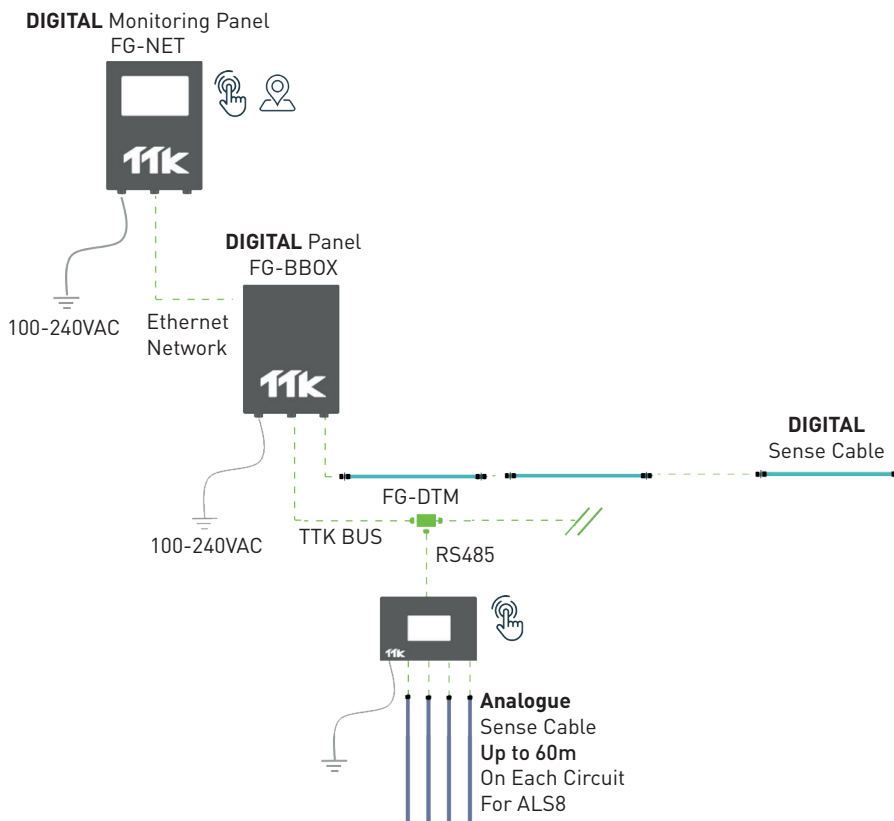 DIGITAL Monitoring Panel
FG-NET
TTK
100-240VAC
Ethernet
Network
DIGITAL Panel
FG-BBOX
TTK
100-240VAC
DIGITAL
Sense Cable
FG-DTM
TTK BUS
RS485
TTK
Analogue
Sense Cable
Up to 60m
On Each Circuit
For ALS8